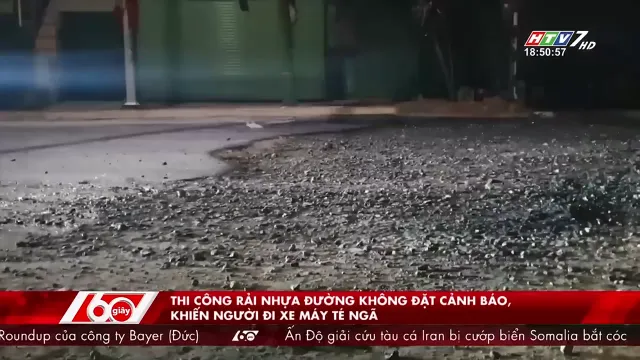 HTV7 HD
18:50:57
60 giây
THI CÔNG RẢI NHỰA ĐƯỜNG KHÔNG ĐẶT CẢNH BÁO,
KHIẾN NGƯỜI ĐI XE MÁY TÉ NGÃ
Roundup của công ty Bayer (Đức)
Ấn Độ giải cứu tàu cá Iran bị cướp biển Somalia bắt cóc